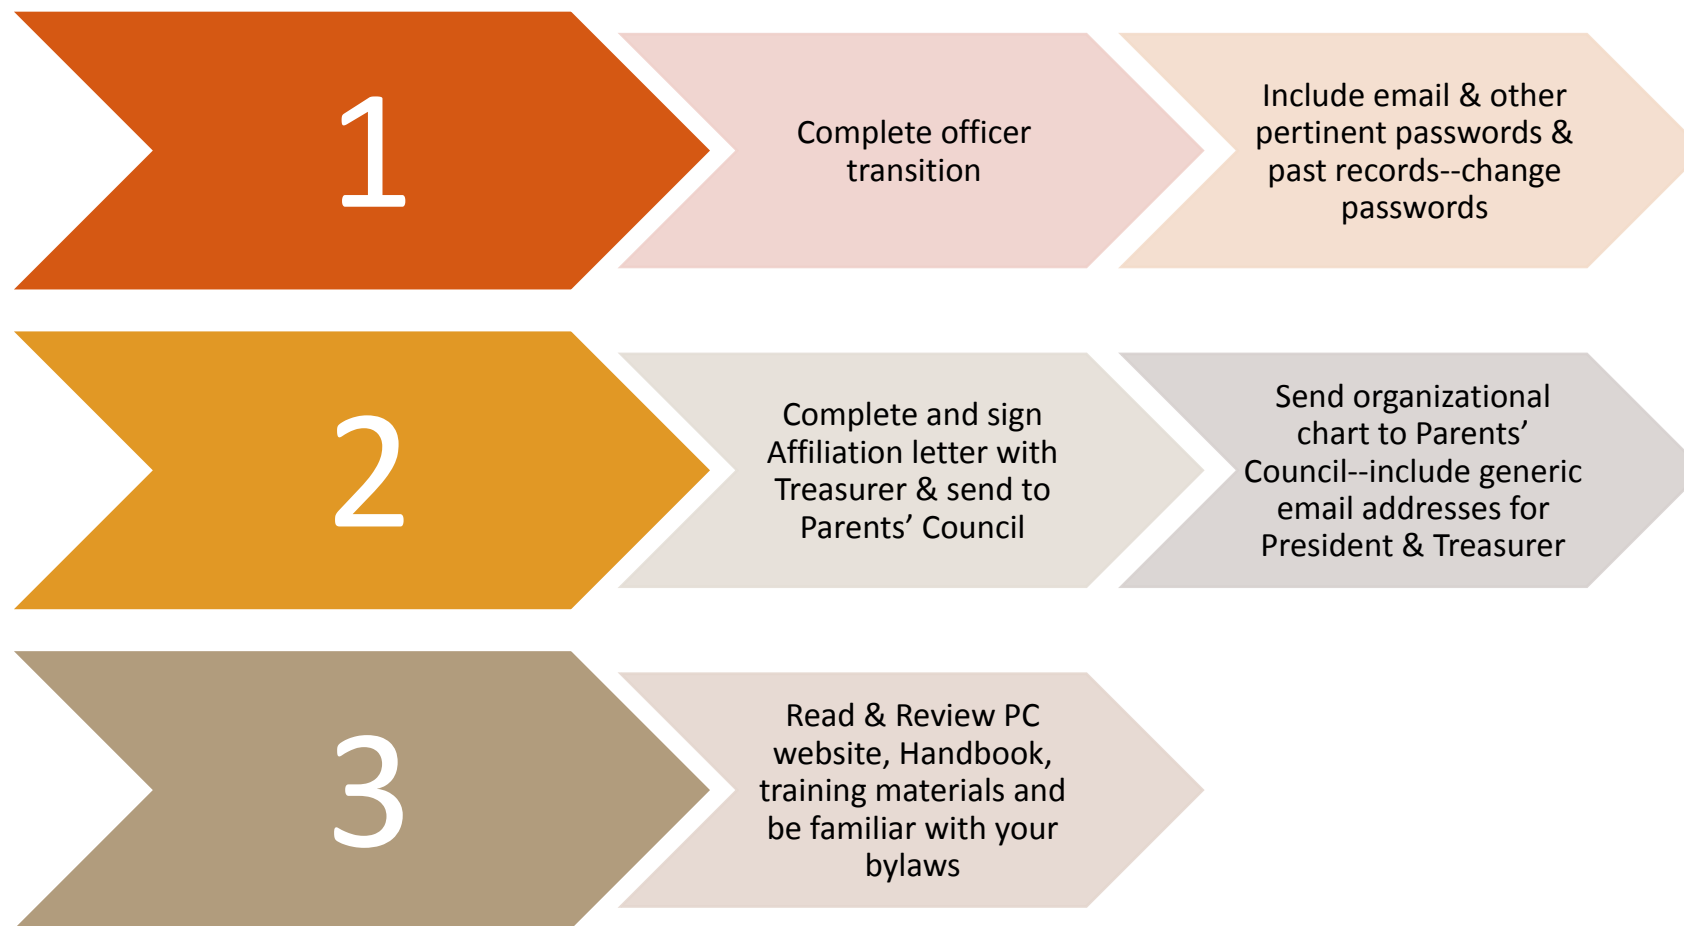 1
Complete officer
transition
Include email & other
pertinent passwords &
past records--change
passwords
2
Complete and sign
Affiliation letter with
Treasurer & send to
Parents’ Council
Send organizational
chart to Parents’
Council--include generic
email addresses for
President & Treasurer
3
Read & Review PC
website, Handbook,
training materials and
be familiar with your
bylaws